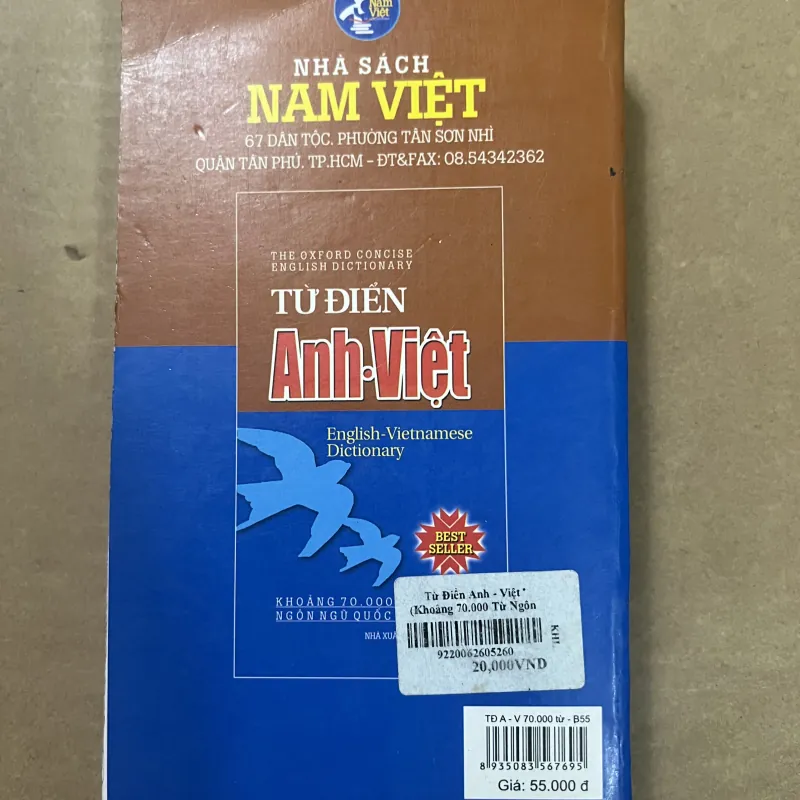 Nam Việt
NHÀ SÁCH
NAM VIỆT
67 DÂN TỘC. PHƯỜNG TÂN SƠN NHÌ
QUẬN TÂN PHÚ. TP.HCM – ĐT&FAX: 08.54342362
THE OXFORD CONCISE
ENGLISH DICTIONARY
TỪ ĐIỂN
Anh·Việt
English-Vietnamese
Dictionary
BEST
SELLER
KHOẢNG 70.000
NGÔN NGỮ QUỐC
NHÀ XUẤ
Từ Điển Anh - Việt
(Khoảng 70.000 Từ Ngôn
KHL
9220062605260
20,000VND
TĐ A - V 70.000 từ - B55
8 935083 567695
Giá: 55.000 đ